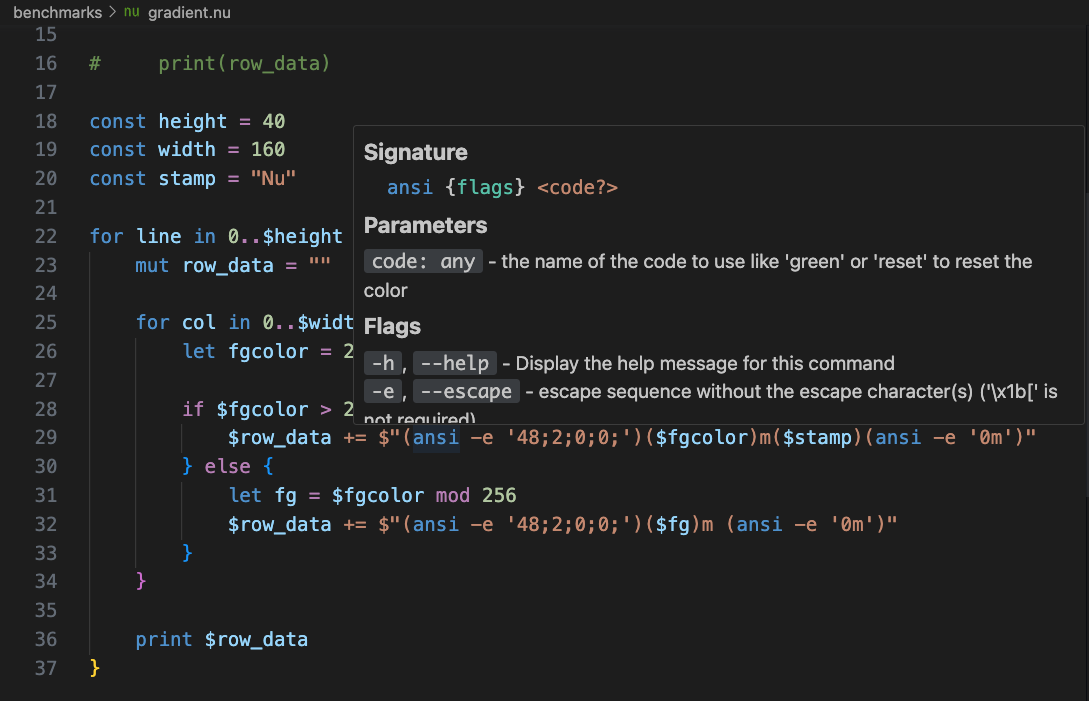 benchmarks > nu gradient.nu
15
16 #     print(row_data)
17
18 const height = 40
19 const width = 160
20 const stamp = "Nu"
21
22 for line in 0..$height
23     mut row_data = ""
24
25     for col in 0..$widt
26         let fgcolor = 2
27
28         if $fgcolor > 2
Signature
ansi {flags} <code?>
Parameters
code: any - the name of the code to use like 'green' or 'reset' to reset the
color
Flags
-h, --help - Display the help message for this command
-e, --escape - escape sequence without the escape character(s) ('\x1b[' is
not required)
29             $row_data += $"(ansi -e '48;2;0;0;')($fgcolor)m($stamp)(ansi -e '0m')"
30         } else {
31             let fg = $fgcolor mod 256
32             $row_data += $"(ansi -e '48;2;0;0;')($fg)m (ansi -e '0m')"
33         }
34     }
35
36     print $row_data
37 }